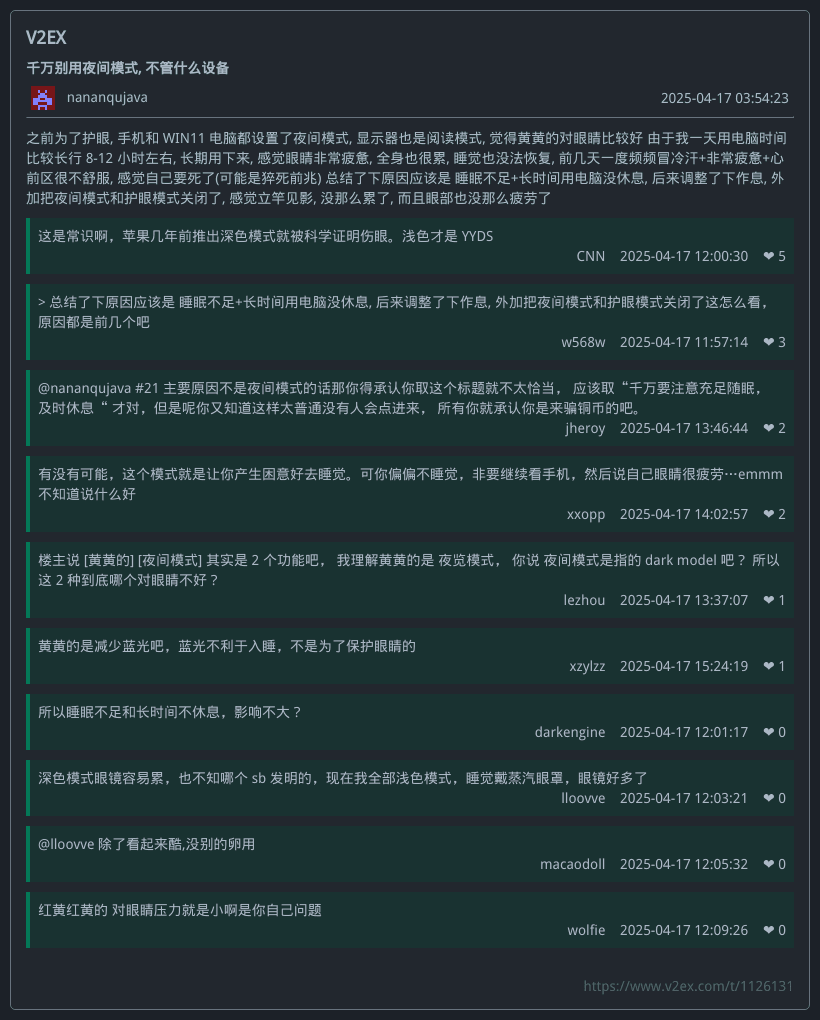 V2EX
千万别用夜间模式, 不管什么设备
nananqujava 2025-04-17 03:54:23
之前为了护眼, 手机和 WIN11 电脑都设置了夜间模式, 显示器也是阅读模式, 觉得黄黄的对眼睛比较好 由于我一天用电脑时间
比较长行 8-12 小时左右, 长期用下来, 感觉眼睛非常疲惫, 全身也很累, 睡觉也没法恢复, 前几天一度频频冒冷汗+非常疲惫+心
前区很不舒服, 感觉自己要死了(可能是猝死前兆) 总结了下原因应该是 睡眠不足+长时间用电脑没休息, 后来调整了下作息, 外
加把夜间模式和护眼模式关闭了, 感觉立竿见影, 没那么累了, 而且眼部也没那么疲劳了
这是常识啊，苹果几年前推出深色模式就被科学证明伤眼。浅色才是 YYDS
CNN 2025-04-17 12:00:30 ❤ 5
> 总结了下原因应该是 睡眠不足+长时间用电脑没休息, 后来调整了下作息, 外加把夜间模式和护眼模式关闭了这怎么看，
原因都是前几个吧
w568w 2025-04-17 11:57:14 ❤ 3
@nananqujava #21 主要原因不是夜间模式的话那你得承认你取这个标题就不太恰当， 应该取“千万要注意充足随眠，
及时休息“ 才对，但是呢你又知道这样太普通没有人会点进来， 所有你就承认你是来骗铜币的吧。
jheroy 2025-04-17 13:46:44 ❤ 2
有没有可能，这个模式就是让你产生困意好去睡觉。可你偏偏不睡觉，非要继续看手机，然后说自己眼睛很疲劳…emmm
不知道说什么好
xxopp 2025-04-17 14:02:57 ❤ 2
楼主说 [黄黄的] [夜间模式] 其实是 2 个功能吧， 我理解黄黄的是 夜览模式， 你说 夜间模式是指的 dark model 吧？ 所以
这 2 种到底哪个对眼睛不好？
lezhou 2025-04-17 13:37:07 ❤ 1
黄黄的是减少蓝光吧，蓝光不利于入睡，不是为了保护眼睛的
xzylzz 2025-04-17 15:24:19 ❤ 1
所以睡眠不足和长时间不休息，影响不大？
darkengine 2025-04-17 12:01:17 ❤ 0
深色模式眼镜容易累，也不知哪个 sb 发明的，现在我全部浅色模式，睡觉戴蒸汽眼罩，眼镜好多了
lloovve 2025-04-17 12:03:21 ❤ 0
@lloovve 除了看起来酷,没别的卵用
macaodoll 2025-04-17 12:05:32 ❤ 0
红黄红黄的 对眼睛压力就是小啊是你自己问题
wolfie 2025-04-17 12:09:26 ❤ 0
https://www.v2ex.com/t/1126131